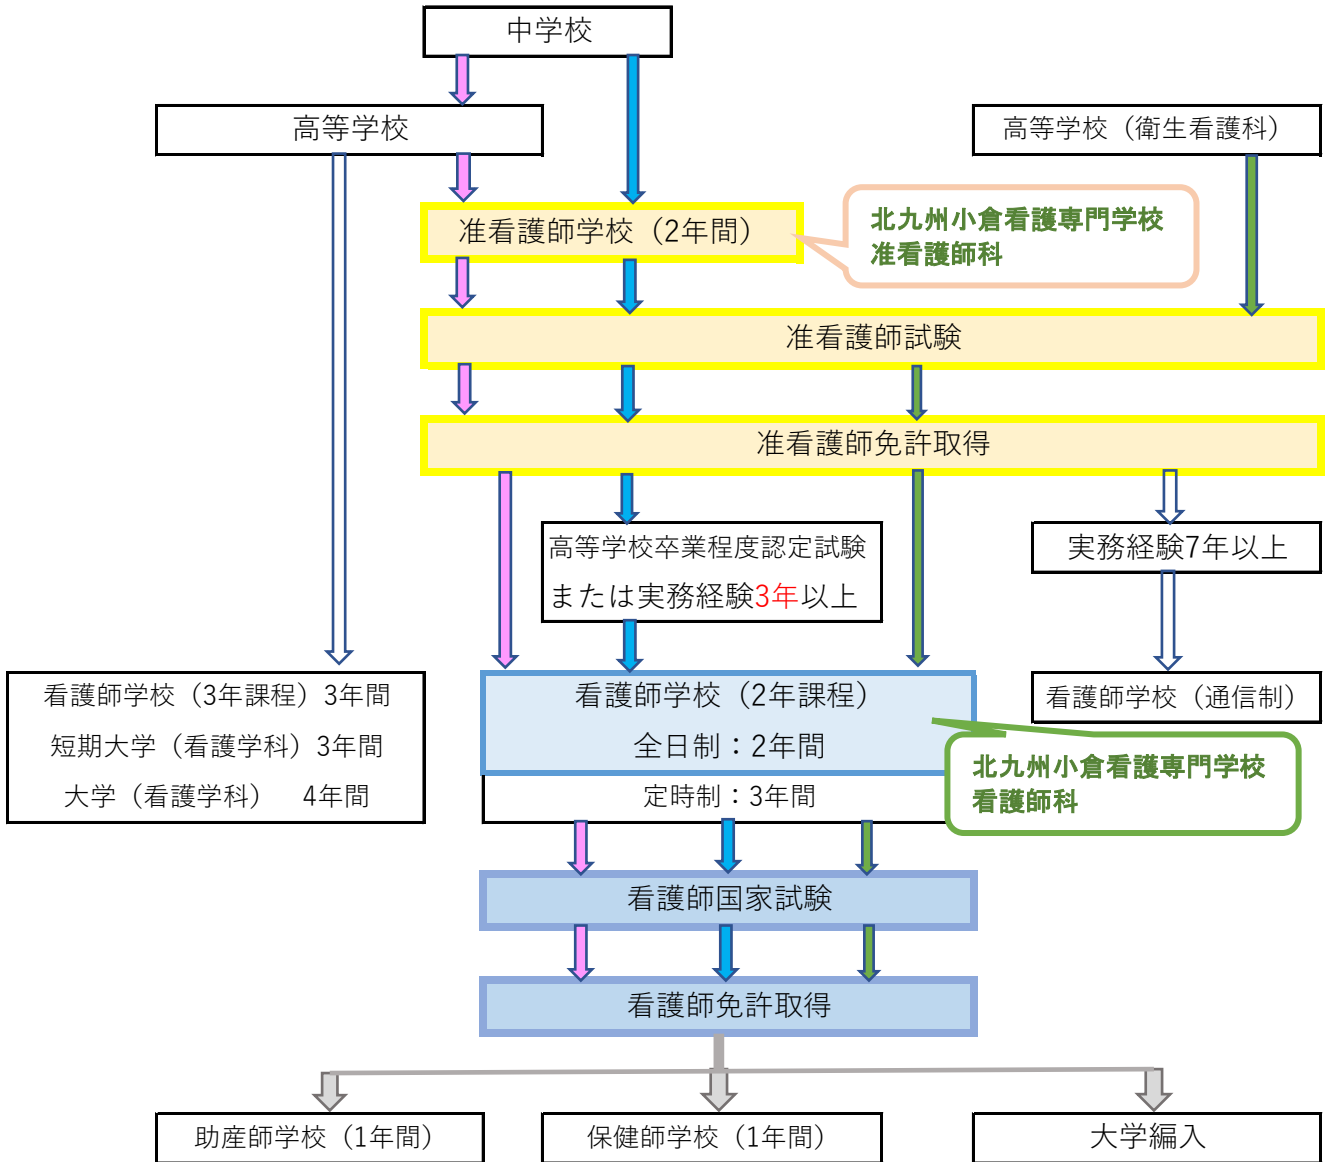 中学校
高等学校
高等学校（衛生看護科）
准看護師学校（2年間）
北九州小倉看護専門学校
准看護師科
准看護師試験
准看護師免許取得
高等学校卒業程度認定試験
または実務経験3年以上
実務経験7年以上
看護師学校（3年課程）3年間
短期大学（看護学科）3年間
大学（看護学科）　4年間
看護師学校（2年課程）
全日制：2年間
定時制：3年間
看護師学校（通信制）
北九州小倉看護専門学校
看護師科
看護師国家試験
看護師免許取得
助産師学校（1年間）
保健師学校（1年間）
大学編入